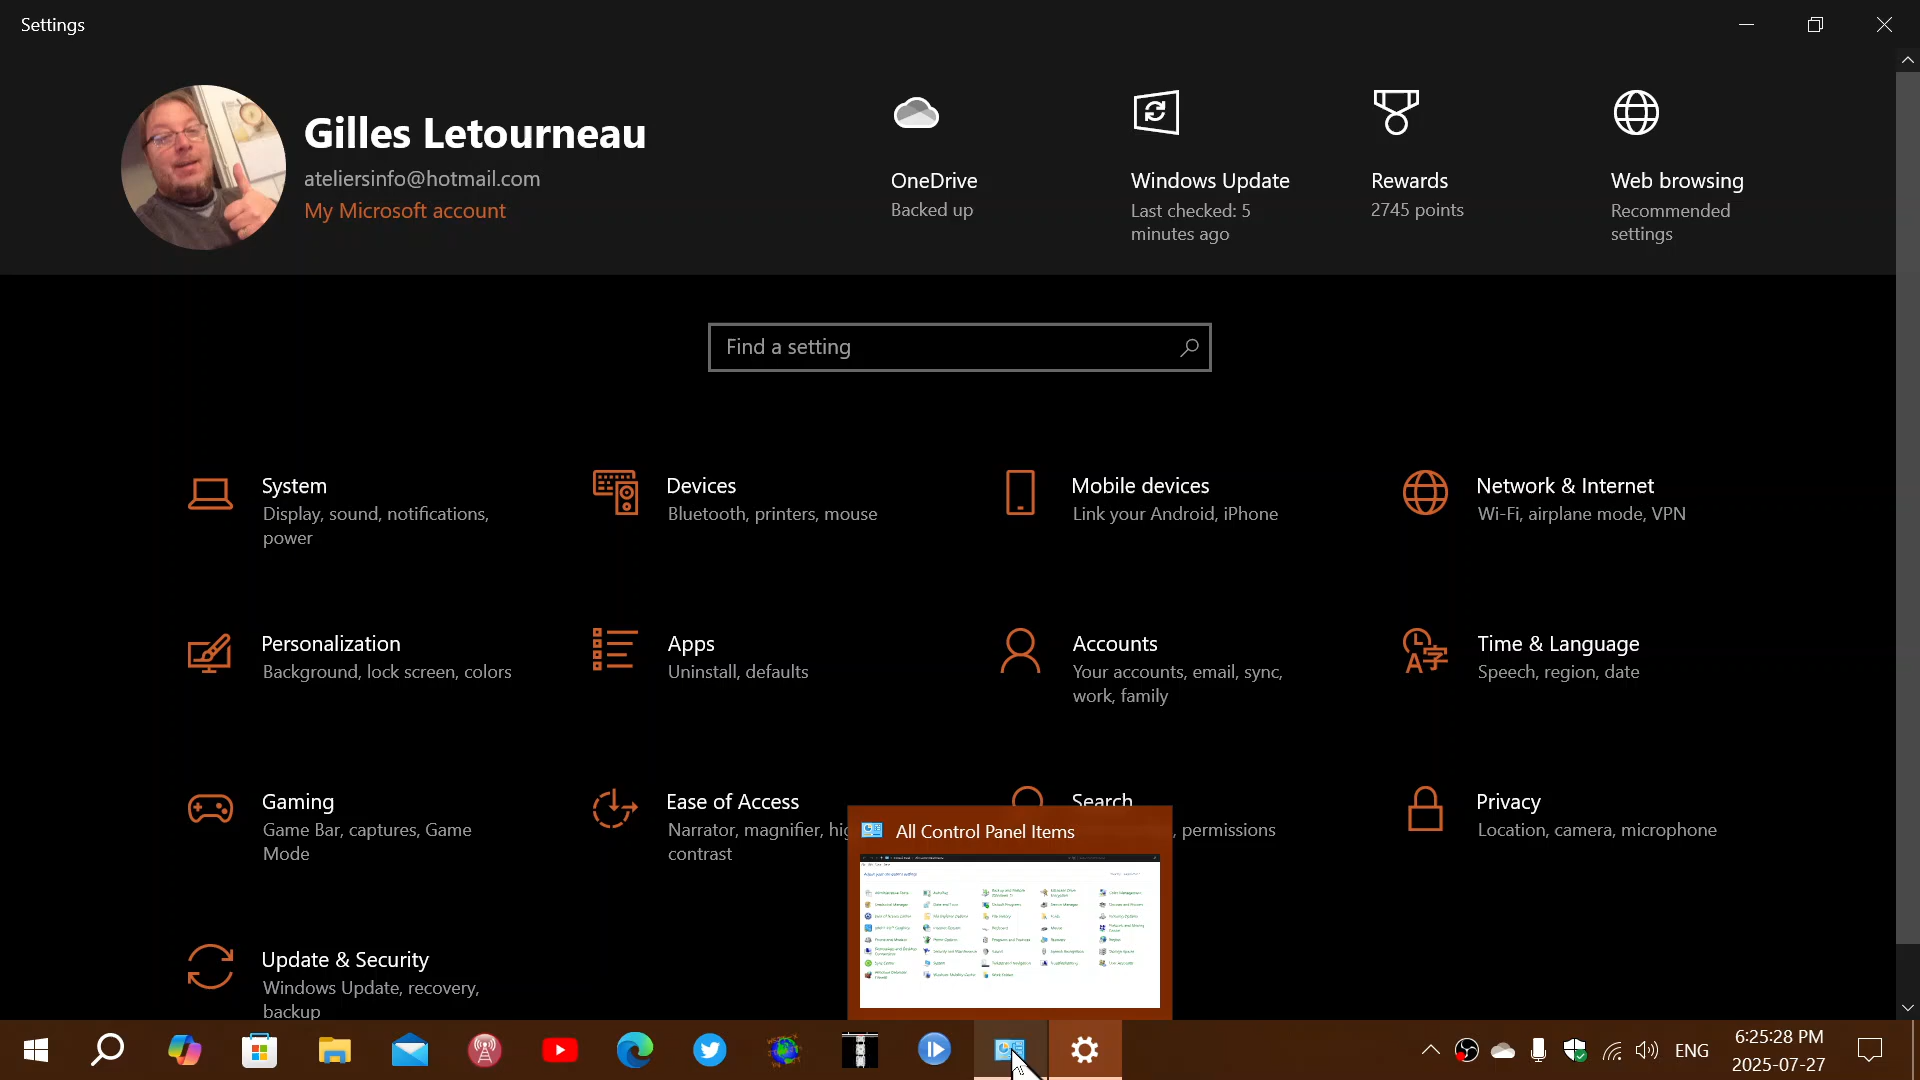 Settings
Gilles Letourneau
ateliersinfo@hotmail.com
My Microsoft account
OneDrive
Backed up
Windows Update
Last checked: 5
minutes ago
Rewards
2745 points
Web browsing
Recommended
settings
Find a setting
System
Display, sound, notifications,
power
Devices
Bluetooth, printers, mouse
Mobile devices
Link your Android, iPhone
Network & Internet
Wi-Fi, airplane mode, VPN
Personalization
Background, lock screen, colors
Apps
Uninstall, defaults
Accounts
Your accounts, email, sync,
work, family
Time & Language
Speech, region, date
Gaming
Game Bar, captures, Game
Mode
Ease of Access
Narrator, magnifier,
contrast
Search
, permissions
Privacy
Location, camera, microphone
All Control Panel Items
Update & Security
Windows Update, recovery,
backup
ENG
6:25:28 PM
2025-07-27